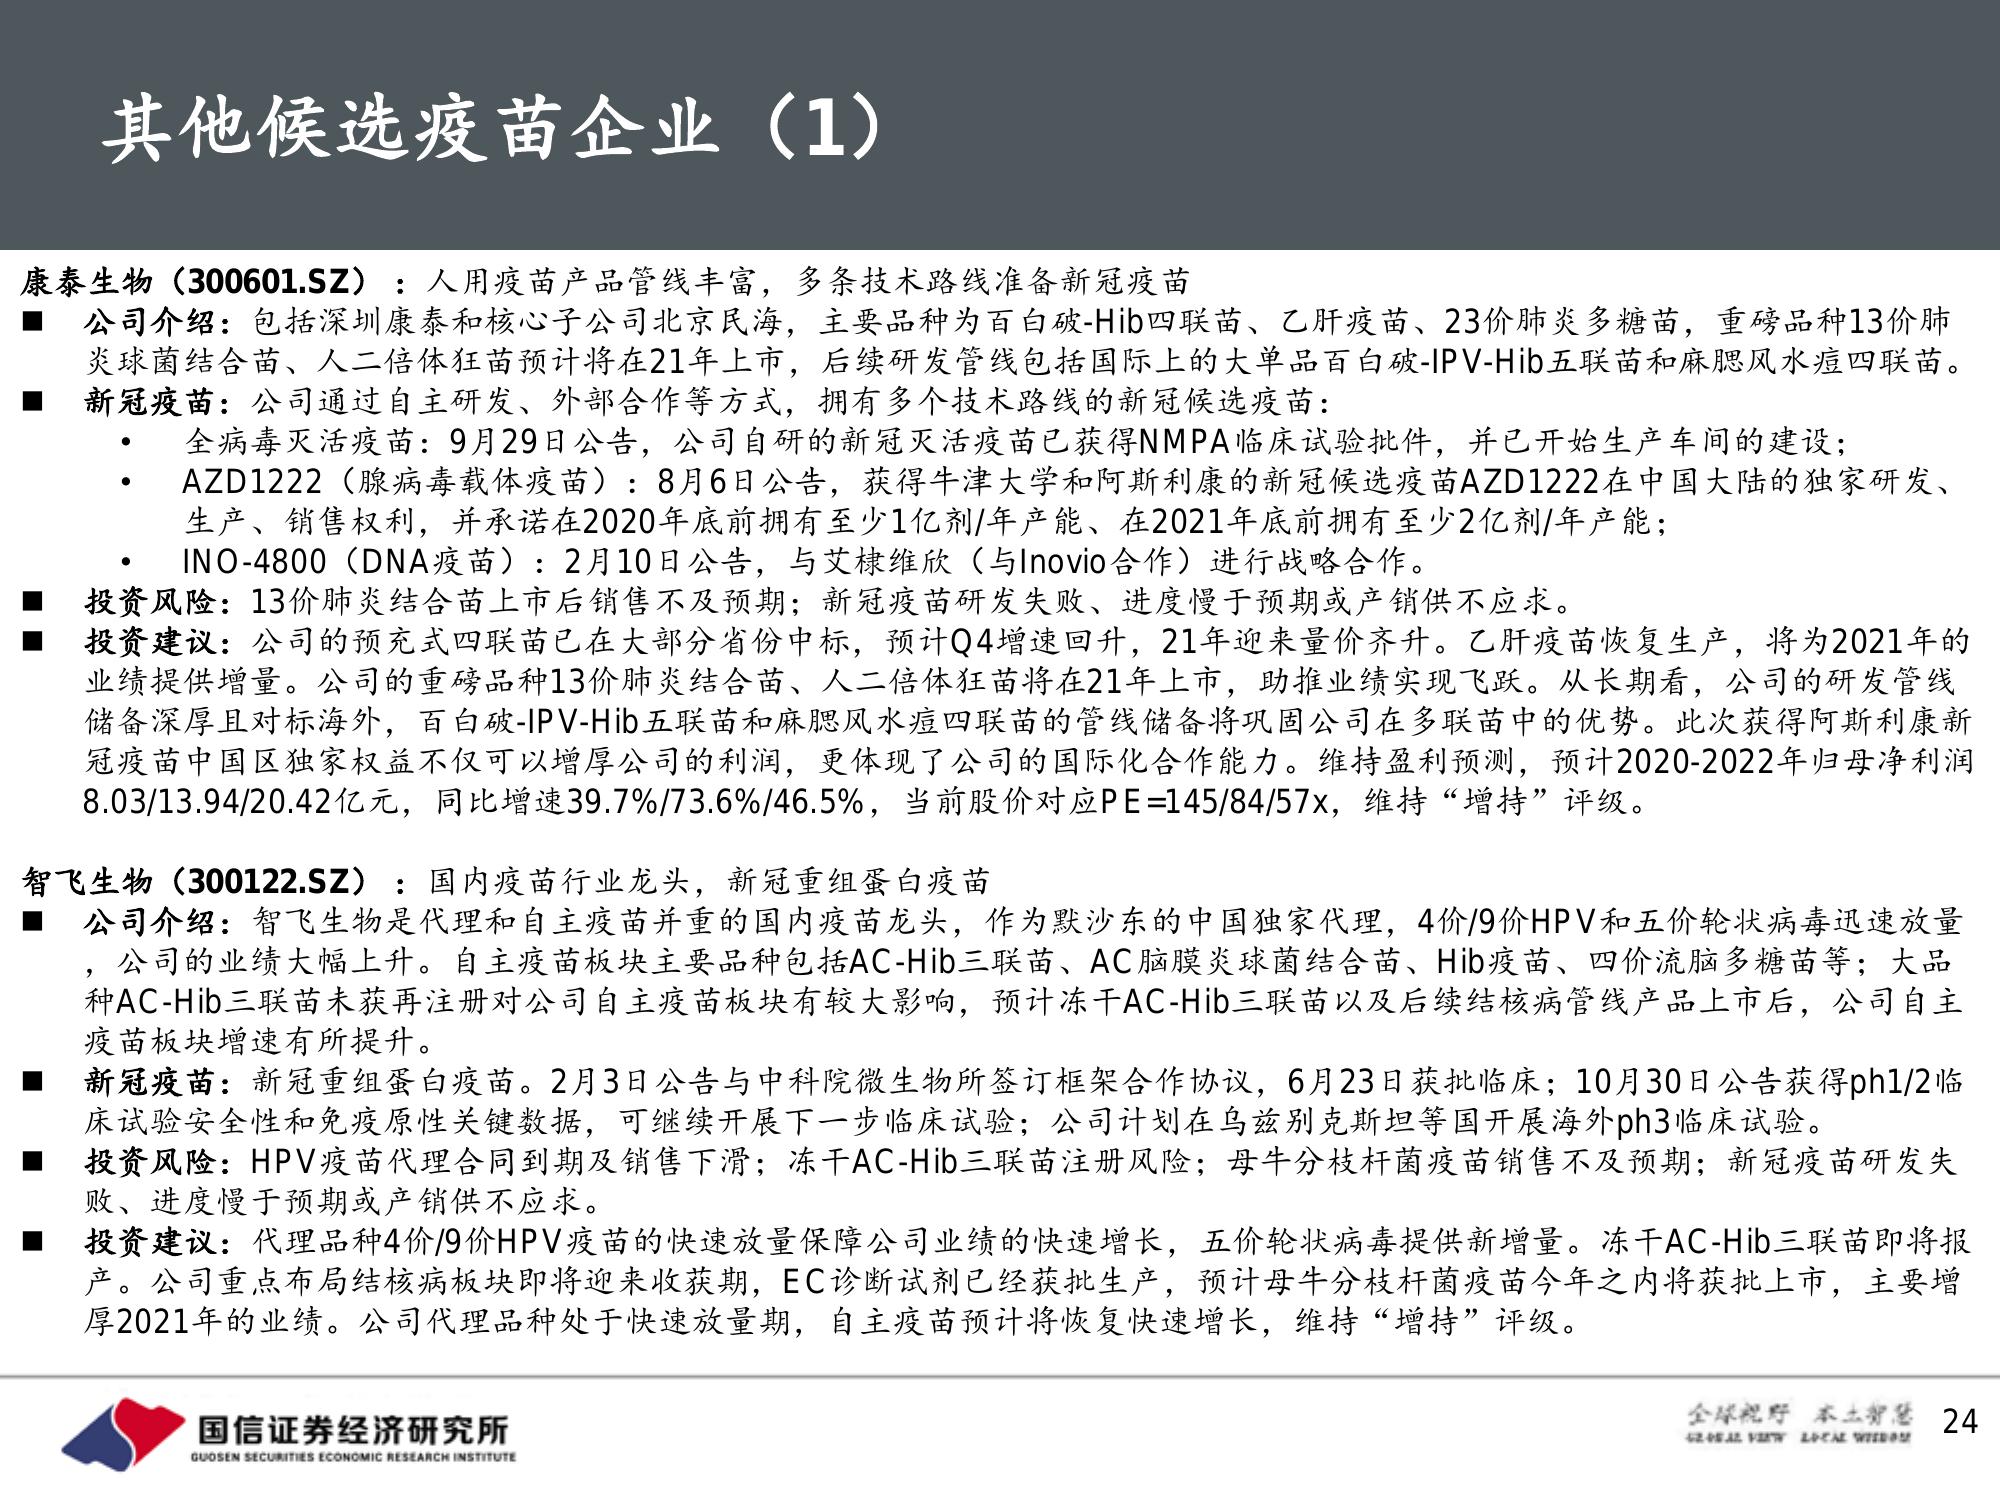 其他候选疫苗企业（1）
康泰生物（300601.SZ）：人用疫苗产品管线丰富，多条技术路线准备新冠疫苗
■ 公司介绍：包括深圳康泰和核心子公司北京民海，主要品种为百白破-Hib四联苗、乙肝疫苗、23价肺炎多糖苗，重磅品种13价肺
炎球菌结合苗、人二倍体狂苗预计将在21年上市，后续研发管线包括国际上的大单品百白破-IPV-Hib五联苗和麻腮风水痘四联苗。
■ 新冠疫苗：公司通过自主研发、外部合作等方式，拥有多个技术路线的新冠候选疫苗：
• 全病毒灭活疫苗：9月29日公告，公司自研的新冠灭活疫苗已获得NMPA临床试验批件，并已开始生产车间的建设；
• AZD1222（腺病毒载体疫苗）：8月6日公告，获得牛津大学和阿斯利康的新冠候选疫苗AZD1222在中国大陆的独家研发、
生产、销售权利，并承诺在2020年底前拥有至少1亿剂/年产能、在2021年底前拥有至少2亿剂/年产能；
• INO-4800（DNA疫苗）：2月10日公告，与艾棣维欣（与Inovio合作）进行战略合作。
■ 投资风险：13价肺炎结合苗上市后销售不及预期；新冠疫苗研发失败、进度慢于预期或产销供不应求。
■ 投资建议：公司的预充式四联苗已在大部分省份中标，预计Q4增速回升，21年迎来量价齐升。乙肝疫苗恢复生产，将为2021年的
业绩提供增量。公司的重磅品种13价肺炎结合苗、人二倍体狂苗将在21年上市，助推业绩实现飞跃。从长期看，公司的研发管线
储备深厚且对标海外，百白破-IPV-Hib五联苗和麻腮风水痘四联苗的管线储备将巩固公司在多联苗中的优势。此次获得阿斯利康新
冠疫苗中国区独家权益不仅可以增厚公司的利润，更体现了公司的国际化合作能力。维持盈利预测，预计2020-2022年归母净利润
8.03/13.94/20.42亿元，同比增速39.7%/73.6%/46.5%，当前股价对应PE=145/84/57x，维持“增持”评级。
智飞生物（300122.SZ）：国内疫苗行业龙头，新冠重组蛋白疫苗
■ 公司介绍：智飞生物是代理和自主疫苗并重的国内疫苗龙头，作为默沙东的中国独家代理，4价/9价HPV和五价轮状病毒迅速放量
，公司的业绩大幅上升。自主疫苗板块主要品种包括AC-Hib三联苗、AC脑膜炎球菌结合苗、Hib疫苗、四价流脑多糖苗等；大品
种AC-Hib三联苗未获再注册对公司自主疫苗板块有较大影响，预计冻干AC-Hib三联苗以及后续结核病管线产品上市后，公司自主
疫苗板块增速有所提升。
■ 新冠疫苗：新冠重组蛋白疫苗。2月3日公告与中科院微生物所签订框架合作协议，6月23日获批临床；10月30日公告获得ph1/2临
床试验安全性和免疫原性关键数据，可继续开展下一步临床试验；公司计划在乌兹别克斯坦等国开展海外ph3临床试验。
■ 投资风险：HPV疫苗代理合同到期及销售下滑；冻干AC-Hib三联苗注册风险；母牛分枝杆菌疫苗销售不及预期；新冠疫苗研发失
败、进度慢于预期或产销供不应求。
■ 投资建议：代理品种4价/9价HPV疫苗的快速放量保障公司业绩的快速增长，五价轮状病毒提供新增量。冻干AC-Hib三联苗即将报
产。公司重点布局结核病板块即将迎来收获期，EC诊断试剂已经获批生产，预计母牛分枝杆菌疫苗今年之内将获批上市，主要增
厚2021年的业绩。公司代理品种处于快速放量期，自主疫苗预计将恢复快速增长，维持“增持”评级。
国信证券经济研究所
GUOSEN SECURITIES ECONOMIC RESEARCH INSTITUTE
全球视野 本土智慧
GLOBAL VIEW LOCAL WISDOM
24